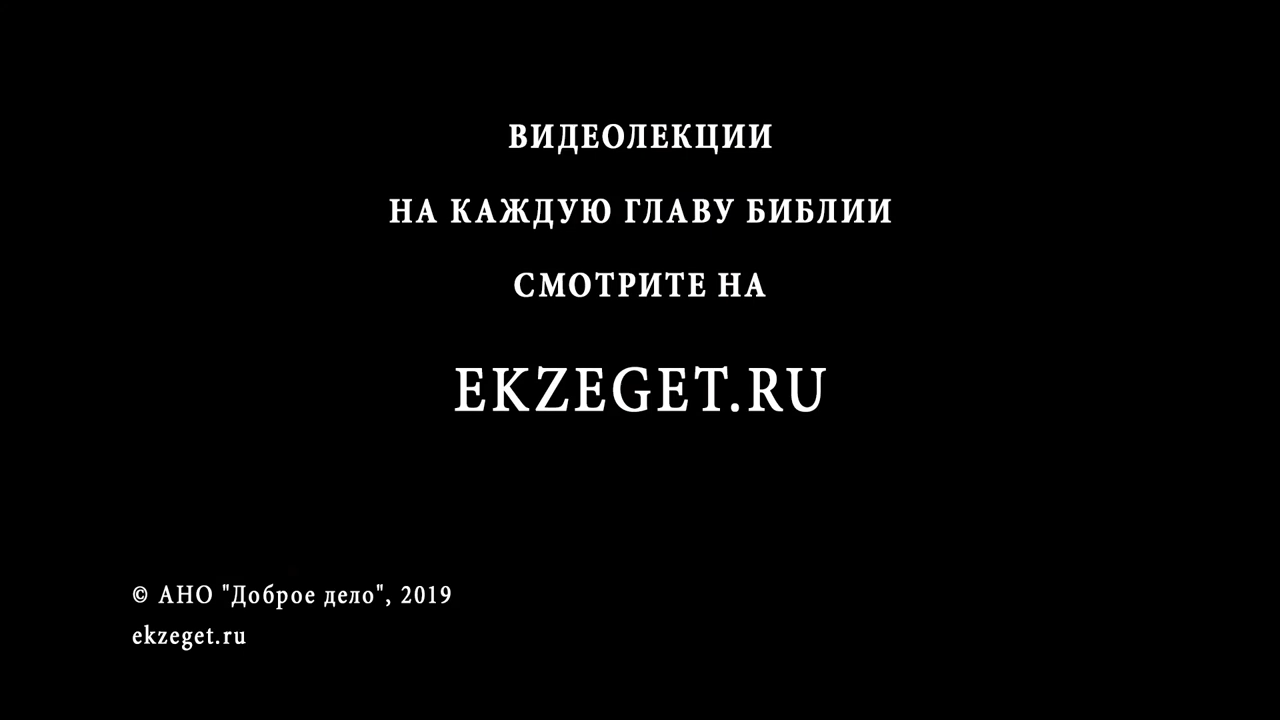 ВИДЕОЛЕКЦИИ
НА КАЖДУЮ ГЛАВУ БИБЛИИ
СМОТРИТЕ НА
EKZEGET.RU
© АНО "Доброе дело", 2019
ekzeget.ru